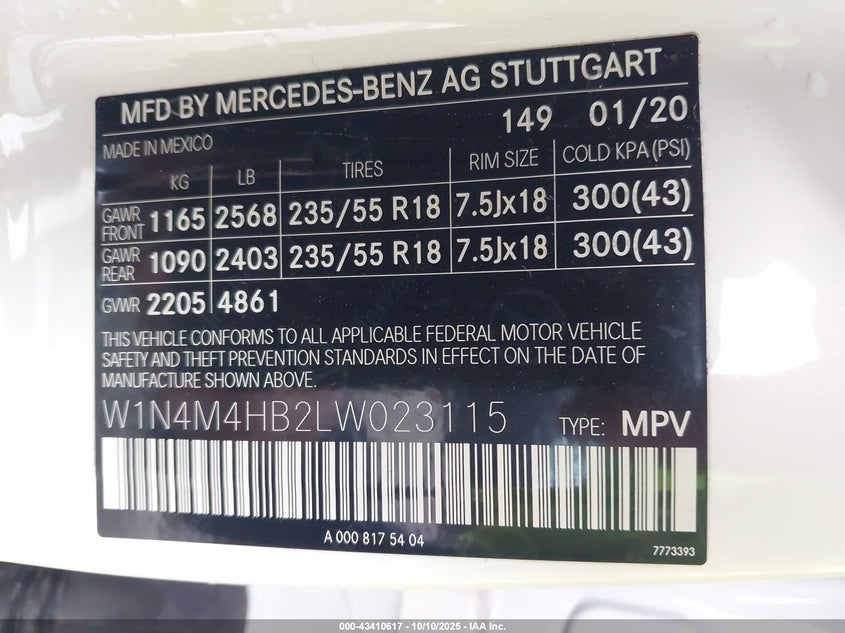 MFD BY MERCEDES-BENZ AG STUTTGART
149 01/20
MADE IN MEXICO
KG LB TIRES RIM SIZE COLD KPA (PSI)
GAWR FRONT 1165 2568 235/55 R18 7.5Jx18 300(43)
GAWR REAR 1090 2403 235/55 R18 7.5Jx18 300(43)
GVWR 2205 4861
THIS VEHICLE CONFORMS TO ALL APPLICABLE FEDERAL MOTOR VEHICLE
SAFETY AND THEFT PREVENTION STANDARDS IN EFFECT ON THE DATE OF
MANUFACTURE SHOWN ABOVE.
W1N4M4HB2LW023115 TYPE: MPV
A 000 817 54 04
7773393
000-43410617 - 10/10/2025 - IAA Inc.